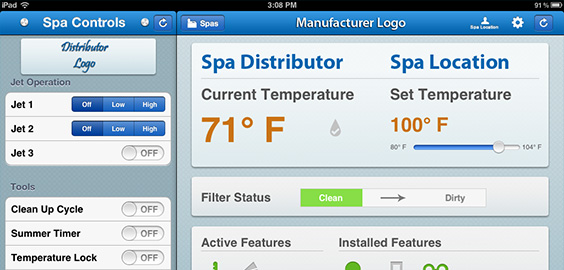 iPad 3:08 PM 91 %
Spa Controls
Distributor
Logo
Jet Operation
Jet 1 Off Low High
Jet 2 Off Low High
Jet 3 OFF
Tools
Clean Up Cycle OFF
Summer Timer OFF
Temperature Lock OFF
Spas Manufacturer Logo Spa Location
Spa Distributor Spa Location
Current Temperature Set Temperature
71° F 100° F
80° F 104° F
Filter Status Clean Dirty
Active Features Installed Features